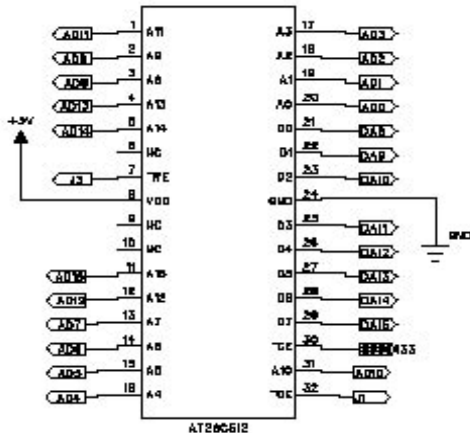 AD11 1 A11 A3 17 AD3
AD9 2 A9 A2 18 AD2
3 A8 A1 19 AD1
AD13 4 A13 A0 20 AD0
AD14 5 A14 D0 21 DA8
6 NC D1 22 DA9
J3 7 WE D2 23 DA10
+5V 8 VDD GND 24 GND
9 NC D3 25 DA11
10 NC D4 26 DA12
11 D5 27 DA13
AD12 12 A12 D6 28 DA14
AD7 13 A7 D7 29 DA15
AD6 14 A6 CE 30
AD5 15 A5 A10 31 AD10
AD4 16 A4 OE 32 J1
AT28C512